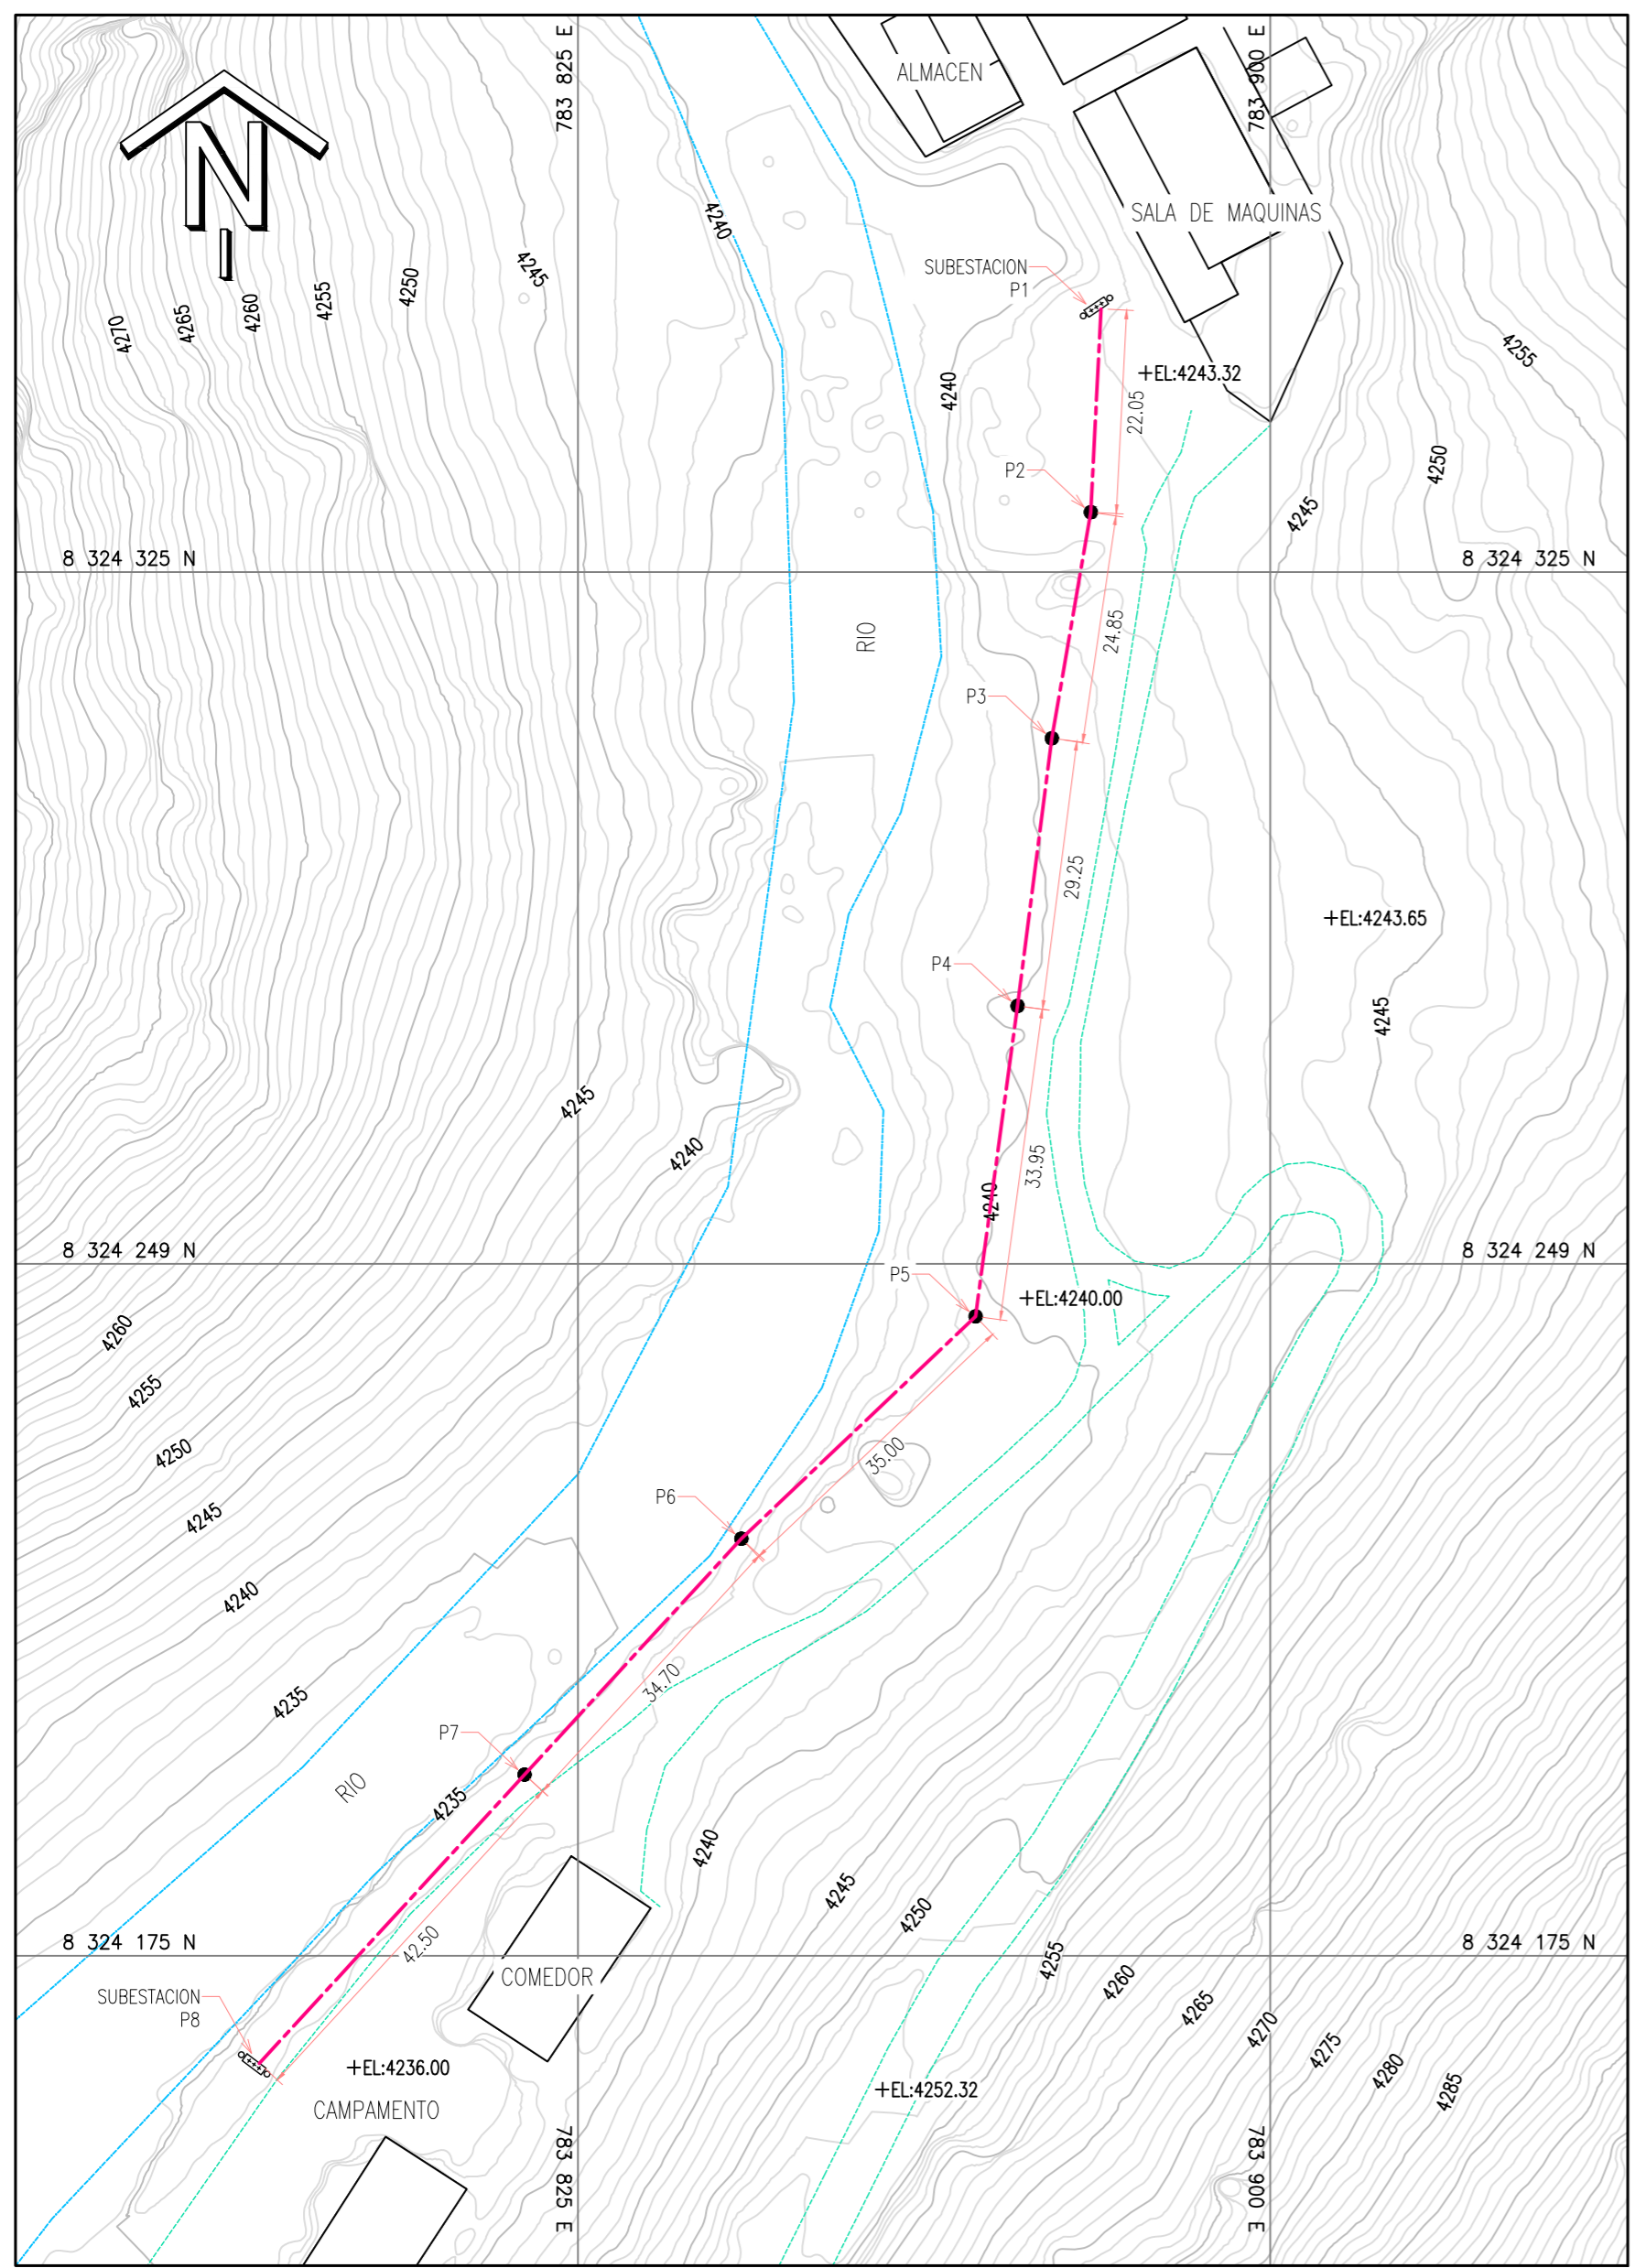 783 825 E
783 900 E
ALMACEN
N
SALA DE MAQUINAS
4240
4245
4250
4255
4260
4265
4270
SUBESTACION
P1
4255
+EL:4243.32
4240
22.05
4250
P2
4245
8 324 325 N
8 324 325 N
RIO
24.85
P3
29.25
+EL:4243.65
P4
4245
4245
4240
33.95
4240
8 324 249 N
8 324 249 N
P5
+EL:4240.00
4260
4255
4250
35.00
P6
4245
4240
4235
34.70
P7
RIO
4235
4240
4245
4250
42.50
8 324 175 N
8 324 175 N
COMEDOR
4255
4260
4265
4270
4275
4280
4285
SUBESTACION
P8
+EL:4236.00
+EL:4252.32
CAMPAMENTO
783 825 E
783 900 E